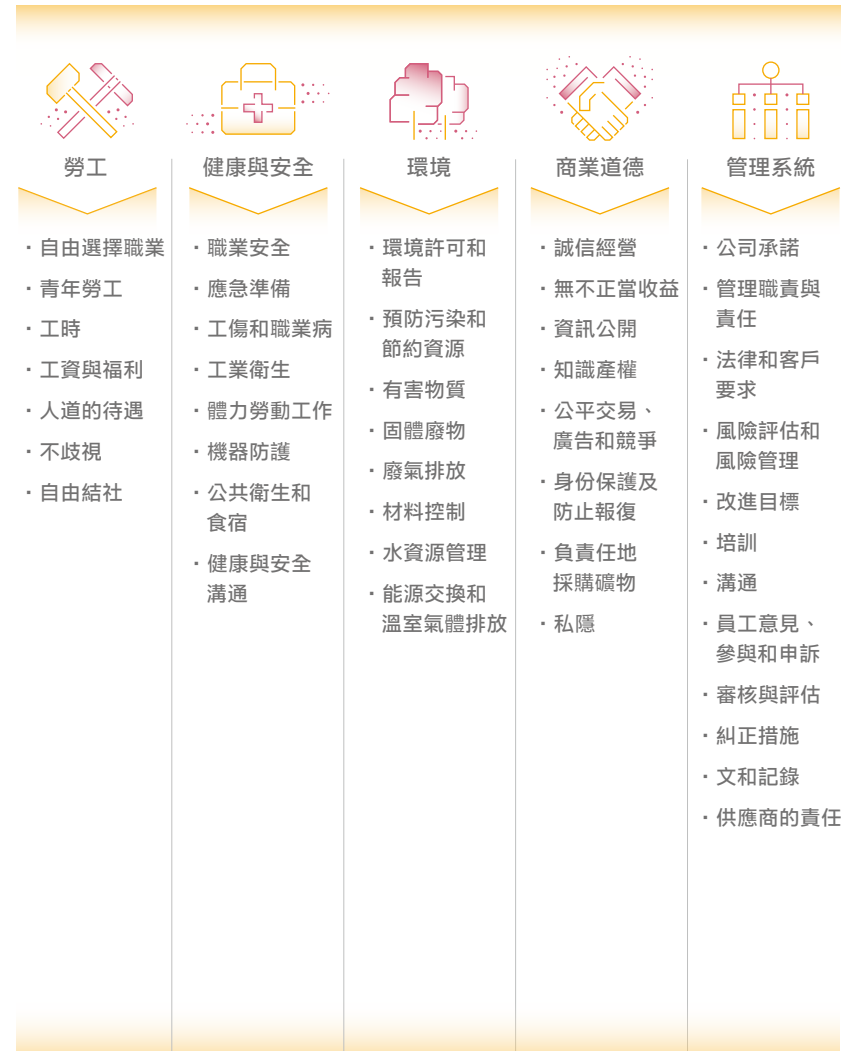 勞工
・自由選擇職業
・青年勞工
・工時
・工資與福利
・人道的待遇
・不歧視
・自由結社
健康與安全
・職業安全
・應急準備
・工傷和職業病
・工業衛生
・體力勞動工作
・機器防護
・公共衛生和
食宿
・健康與安全
溝通
環境
・環境許可和
報告
・預防污染和
節約資源
・有害物質
・固體廢物
・廢氣排放
・材料控制
・水資源管理
・能源交換和
溫室氣體排放
商業道德
・誠信經營
・無不正當收益
・資訊公開
・知識產權
・公平交易、
廣告和競爭
・身份保護及
防止報復
・負責任地
採購礦物
・私隱
管理系統
・公司承諾
・管理職責與
責任
・法律和客戶
要求
・風險評估和
風險管理
・改進目標
・培訓
・溝通
・員工意見、
參與和申訴
・審核與評估
・糾正措施
・文和記錄
・供應商的責任